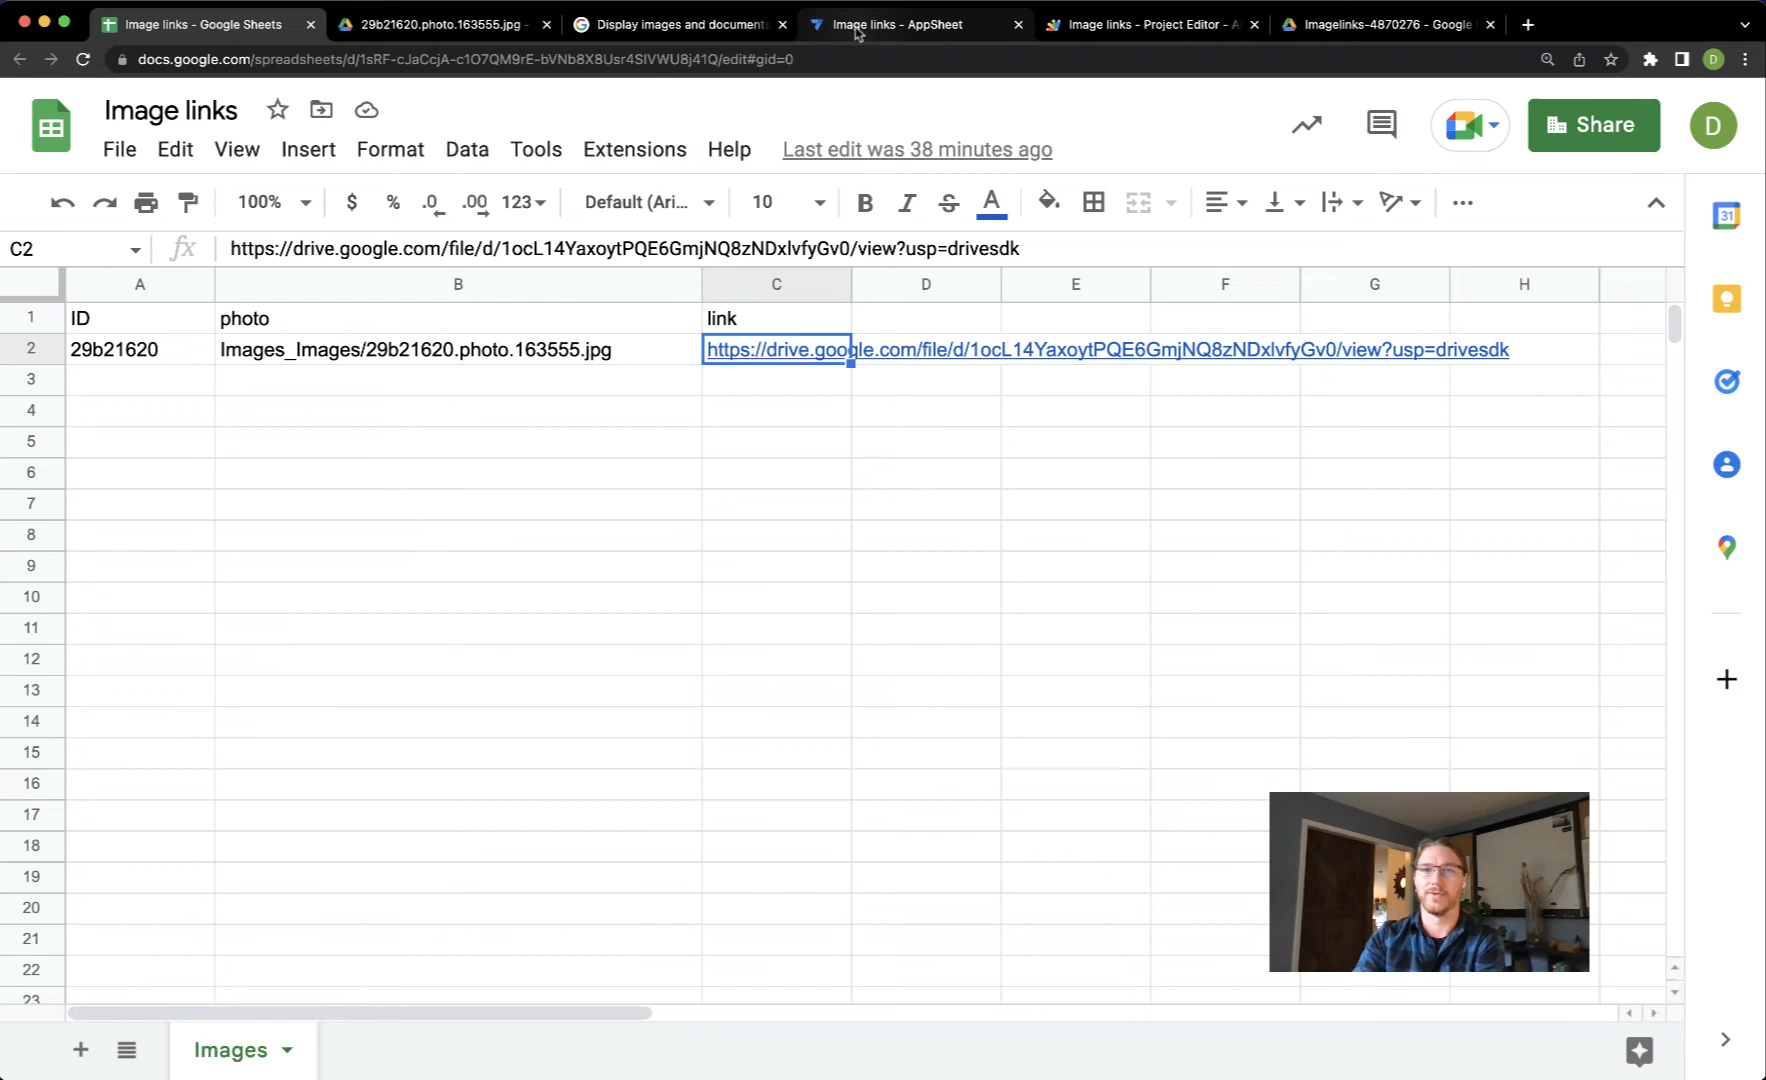 Image links - Google Sheets
29b21620.photo.163555.jpg -
Display images and document
Image links - AppSheet
Image links - Project Editor -
Imagelinks-4870276 - Google
docs.google.com/spreadsheets/d/1sRF-cJaCcjA-c1O7QM9rE-bVNb8X8Usr4SIVWU8j41Q/edit#gid=0
D
Image links
Share
D
File Edit View Insert Format Data Tools Extensions Help Last edit was 38 minutes ago
100% $ % .0 .00 123 Default (Ari... 10 B I S A
31
C2 fx https://drive.google.com/file/d/1ocL14YaxoytPQE6GmjNQ8zNDxlvfyGv0/view?usp=drivesdk
A B C D E F G H
1 ID photo link
2 29b21620 Images_Images/29b21620.photo.163555.jpg https://drive.google.com/file/d/1ocL14YaxoytPQE6GmjNQ8zNDxlvfyGv0/view?usp=drivesdk
3
4
5
6
7
8
9
10
11
12
13
14
15
16
17
18
19
20
21
22
23
Images